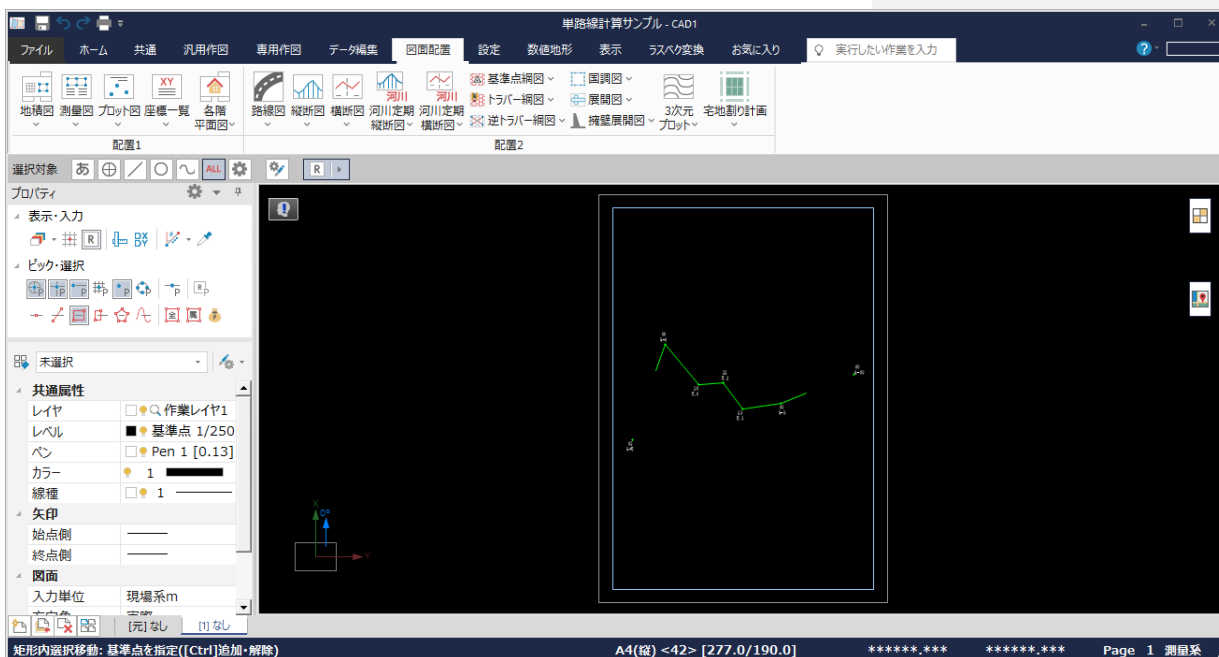 単路線計算サンプル - CAD1
ファイル ホーム 共通 汎用作図 専用作図 データ編集 図面配置 設定 数値地形 表示 ラスベク変換 お気に入り 実行したい作業を入力
地積図 測量図 プロット図 座標一覧 各階平面図 路線図 縦断図 横断図 河川定期縦断図 河川定期横断図 基準点網図 国調図 3次元プロット 宅地割り計画
トラバー網図 展開図
逆トラバー網図 擁壁展開図
XY 河川 河川
配置1 配置2
選択対象 あ ALL R
プロパティ
表示・入力
R DX DY
ピック・選択
P P P P P P P R P
全 属 P
未選択
共通属性
レイヤ 作業レイヤ1
レベル 基準点 1/250
ペン Pen 1 [0.13]
カラー 1
線種 1
矢印
始点側
終点側
図面
入力単位 現場系m
X 0°
Y
[元] なし [1] なし
矩形内選択移動: 基準点を指定([Ctrl]追加・解除) A4(縦) <42> [277.0/190.0] ******.*** ******.*** Page 1 測量系